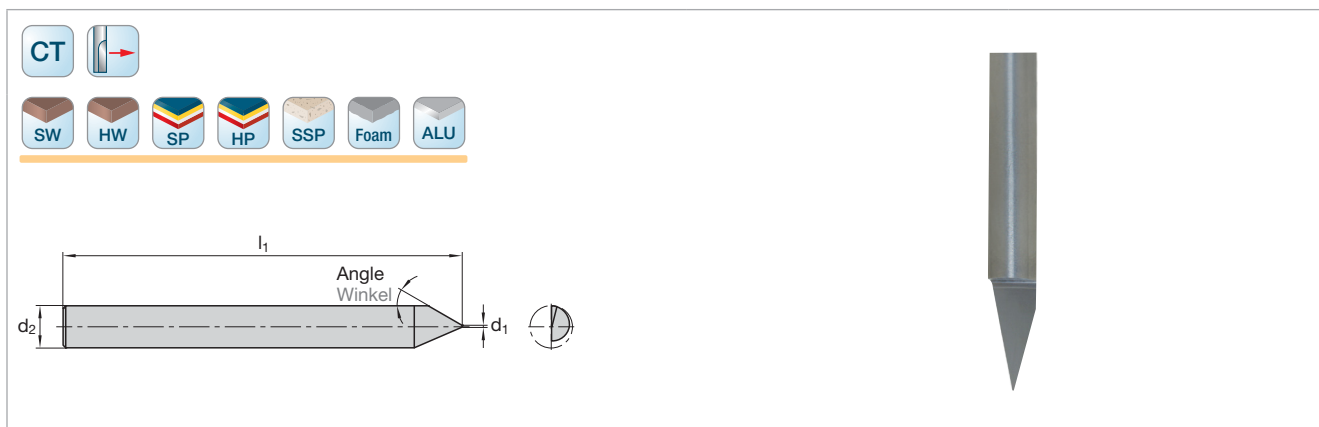 CT
SW HW SP HP SSP Foam ALU
l₁
Angle
Winkel
d₂
d₁